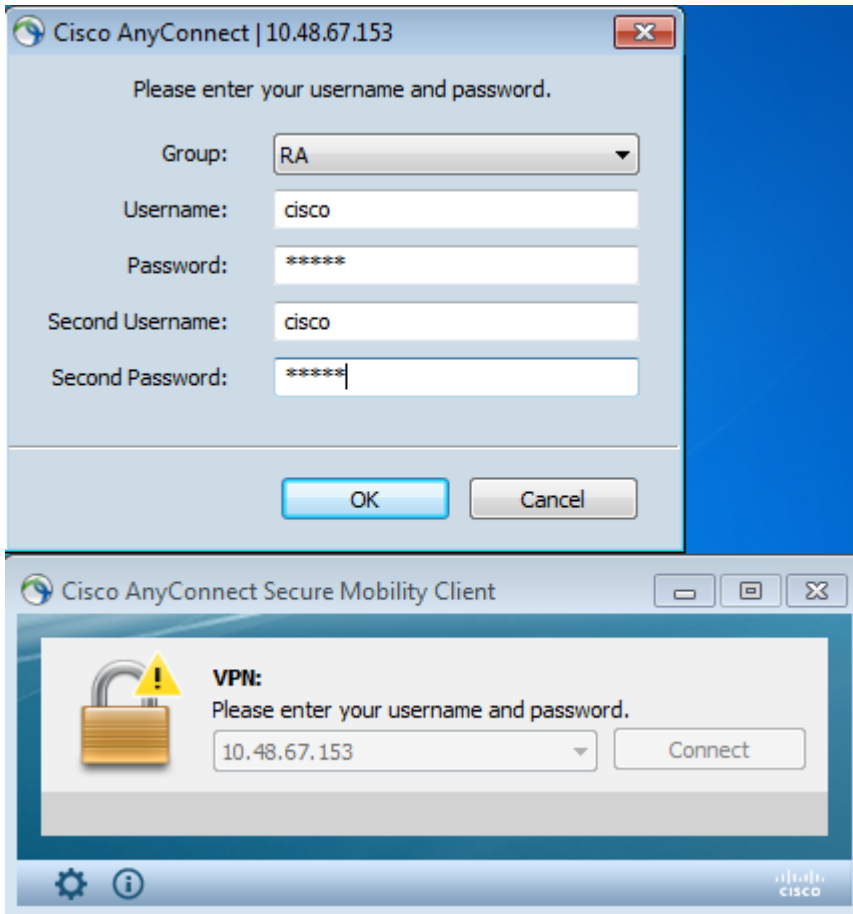 Cisco AnyConnect | 10.48.67.153
Please enter your username and password.
Group: RA
Username: cisco
Password: *****
Second Username: cisco
Second Password: *****
OK Cancel
Cisco AnyConnect Secure Mobility Client
VPN:
Please enter your username and password.
10.48.67.153 Connect
cisco